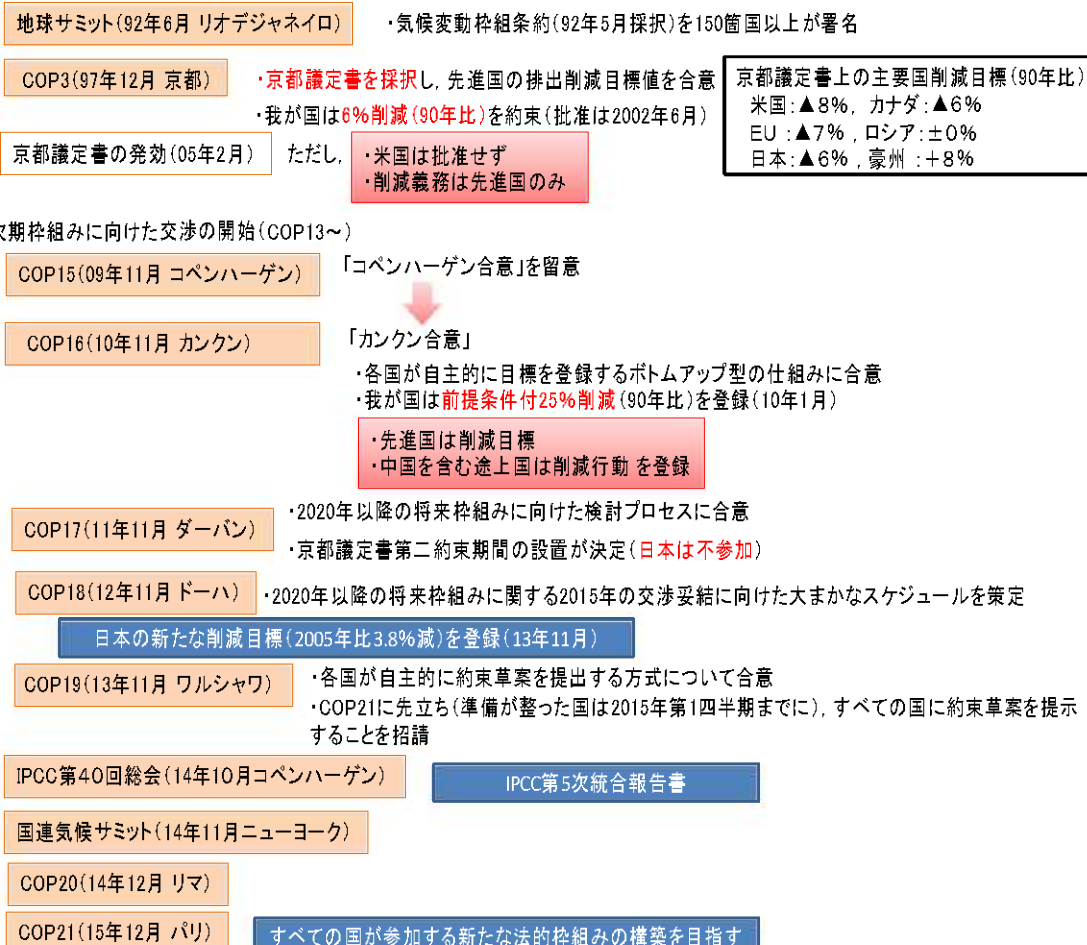 地球サミット(92年6月 リオデジャネイロ)
・気候変動枠組条約(92年5月採択)を150箇国以上が署名
COP3(97年12月 京都)
・京都議定書を採択し, 先進国の排出削減目標値を合意
・我が国は6%削減(90年比)を約束(批准は2002年6月)
京都議定書上の主要国削減目標(90年比)
米国:▲8%, カナダ:▲6%
EU :▲7% , ロシア:±0%
日本:▲6% , 豪州 :+8%
京都議定書の発効(05年2月)
ただし,
・米国は批准せず
・削減義務は先進国のみ
次期枠組みに向けた交渉の開始(COP13~)
COP15(09年11月 コペンハーゲン)
「コペンハーゲン合意」を留意
COP16(10年11月 カンクン)
「カンクン合意」
・各国が自主的に目標を登録するボトムアップ型の仕組みに合意
・我が国は前提条件付25%削減(90年比)を登録(10年1月)
・先進国は削減目標
・中国を含む途上国は削減行動 を登録
COP17(11年11月 ダーバン)
・2020年以降の将来枠組みに向けた検討プロセスに合意
・京都議定書第二約束期間の設置が決定(日本は不参加)
COP18(12年11月 ドーハ)
・2020年以降の将来枠組みに関する2015年の交渉妥結に向けた大まかなスケジュールを策定
日本の新たな削減目標(2005年比3.8%減)を登録(13年11月)
COP19(13年11月 ワルシャワ)
・各国が自主的に約束草案を提出する方式について合意
・COP21に先立ち(準備が整った国は2015年第1四半期までに), すべての国に約束草案を提示
することを招請
IPCC第40回総会(14年10月コペンハーゲン)
IPCC第5次統合報告書
国連気候サミット(14年11月ニューヨーク)
COP20(14年12月 リマ)
COP21(15年12月 パリ)
すべての国が参加する新たな法的枠組みの構築を目指す